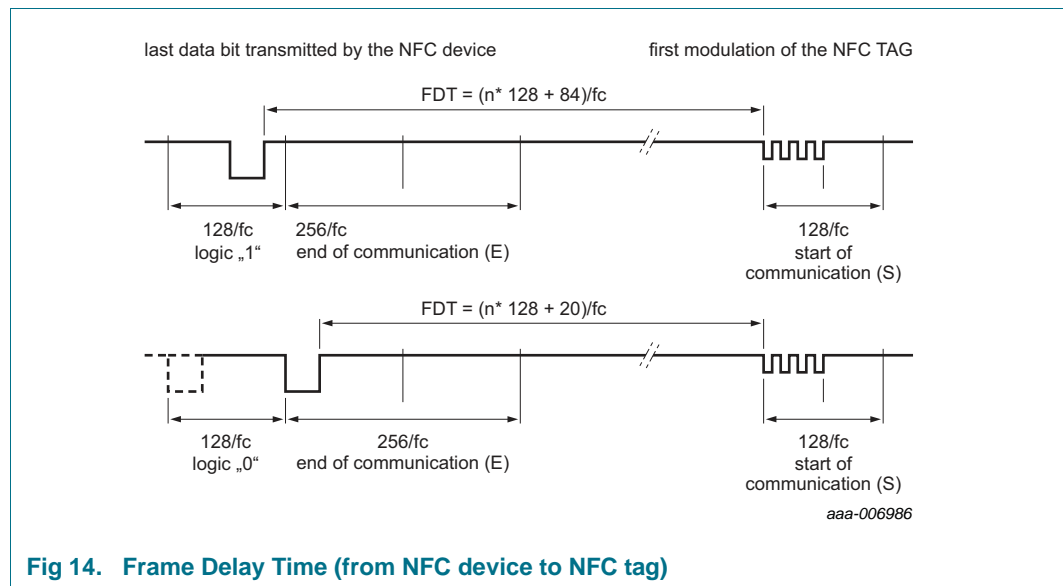 last data bit transmitted by the NFC device
first modulation of the NFC TAG
FDT = (n* 128 + 84)/fc
128/fc
logic „1“
256/fc
end of communication (E)
128/fc
start of
communication (S)
FDT = (n* 128 + 20)/fc
128/fc
logic „0“
256/fc
end of communication (E)
128/fc
start of
communication (S)
aaa-006986
Fig 14. Frame Delay Time (from NFC device to NFC tag)